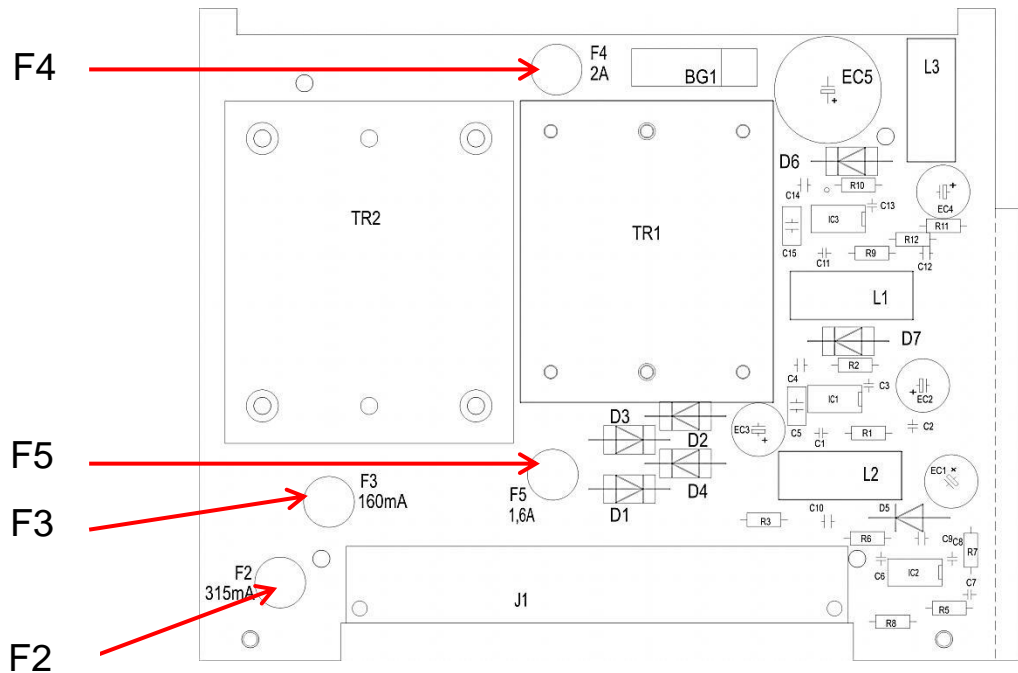 F4
F4
2A
BG1
EC5
L3
D6
C14
R10
EC4
C13
IC3
R11
TR2
TR1
R12
C15
C11
R9
C12
L1
D7
C4
R2
C3
IC1
EC2
D3
D2
EC3
C5
C1
R1
C2
F5
F3
160mA
F5
1,6A
D1
D4
L2
EC1
F3
R3
C10
D5
R6
C9
C8
R7
F2
315mA
C6
IC2
C7
J1
R5
R8
F2